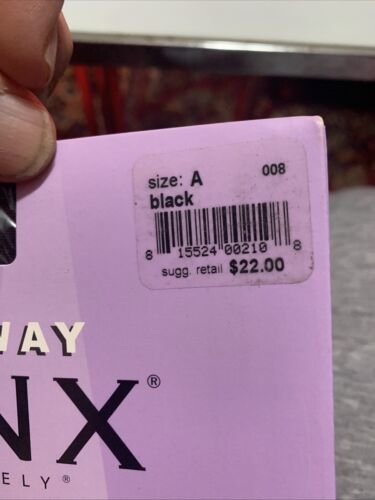 size: A 008
black
8 15524 00210 8
sugg. retail $22.00
WAY
NX®
ELY®